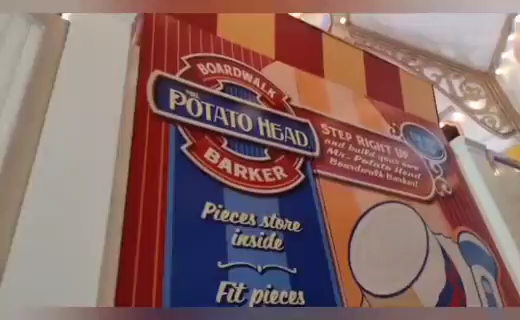 BOARDWALK
THE
POTATO HEAD
BARKER
STEP RIGHT UP
and build your own
Mr. Potato Head
Boardwalk Barker!
Pieces store
inside
Fit pieces